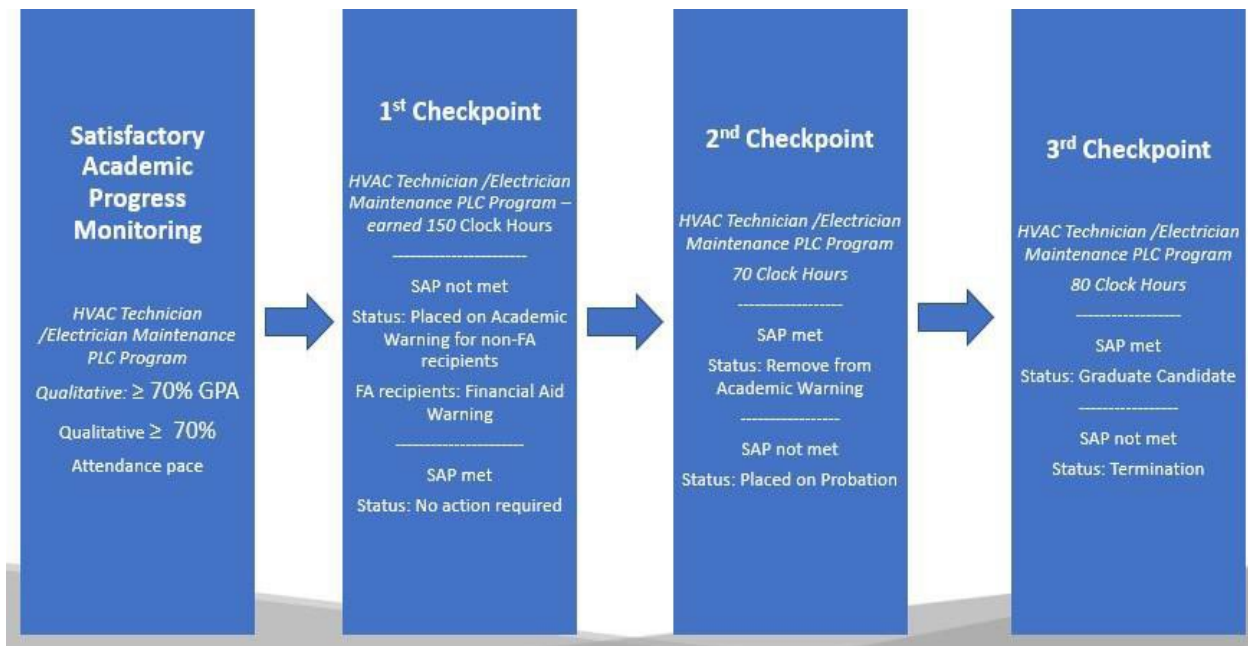 Satisfactory
Academic
Progress
Monitoring
HVAC Technician
/Electrician Maintenance
PLC Program
Qualitative: ≥ 70% GPA
Qualitative ≥ 70%
Attendance pace
1st Checkpoint
HVAC Technician /Electrician
Maintenance PLC Program –
earned 150 Clock Hours
----------------------
SAP not met
Status: Placed on Academic
Warning for non-FA
recipients
FA recipients: Financial Aid
Warning
---------------------
SAP met
Status: No action required
2nd Checkpoint
HVAC Technician /Electrician
Maintenance PLC Program
70 Clock Hours
-----------------
SAP met
Status: Remove from
Academic Warning
----------------
SAP not met
Status: Placed on Probation
3rd Checkpoint
HVAC Technician /Electrician
Maintenance PLC Program
80 Clock Hours
-----------------
SAP met
Status: Graduate Candidate
----------------
SAP not met
Status: Termination